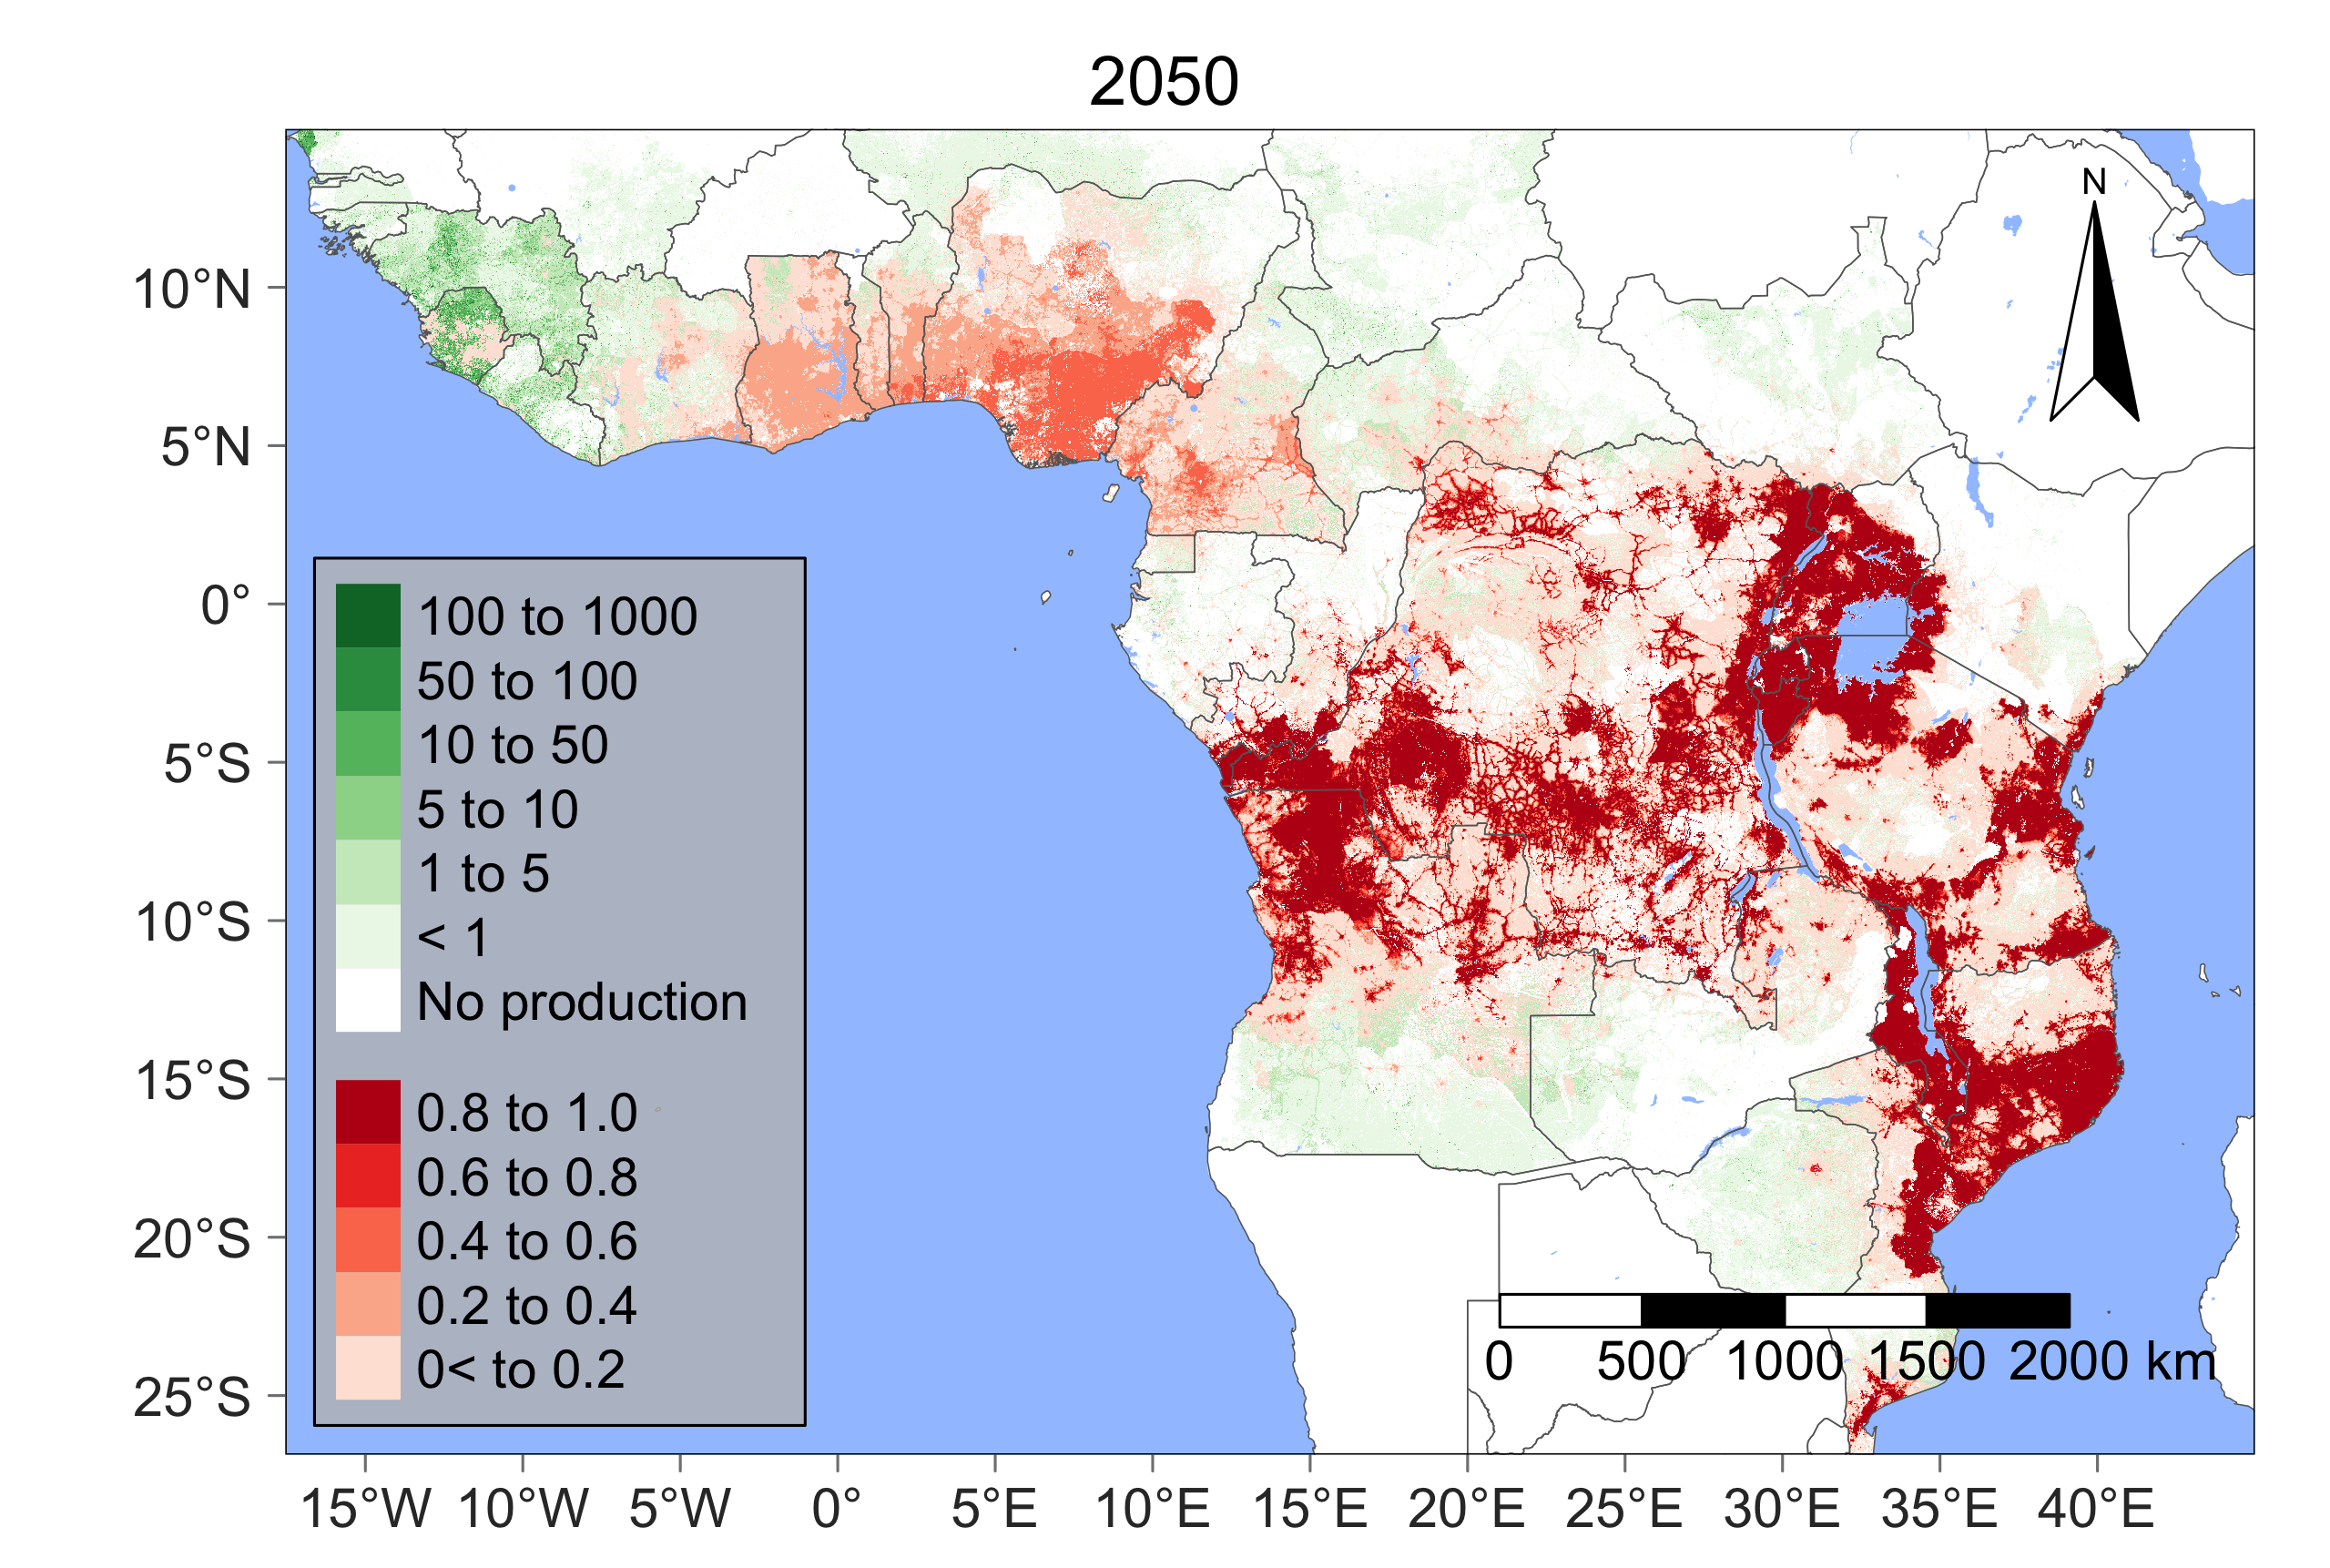 2050
N
10°N
5°N
0°
5°S
10°S
15°S
20°S
25°S
100 to 1000
50 to 100
10 to 50
5 to 10
1 to 5
< 1
No production
0.8 to 1.0
0.6 to 0.8
0.4 to 0.6
0.2 to 0.4
0< to 0.2
0 500 1000 1500 2000 km
15°W 10°W 5°W 0° 5°E 10°E 15°E 20°E 25°E 30°E 35°E 40°E